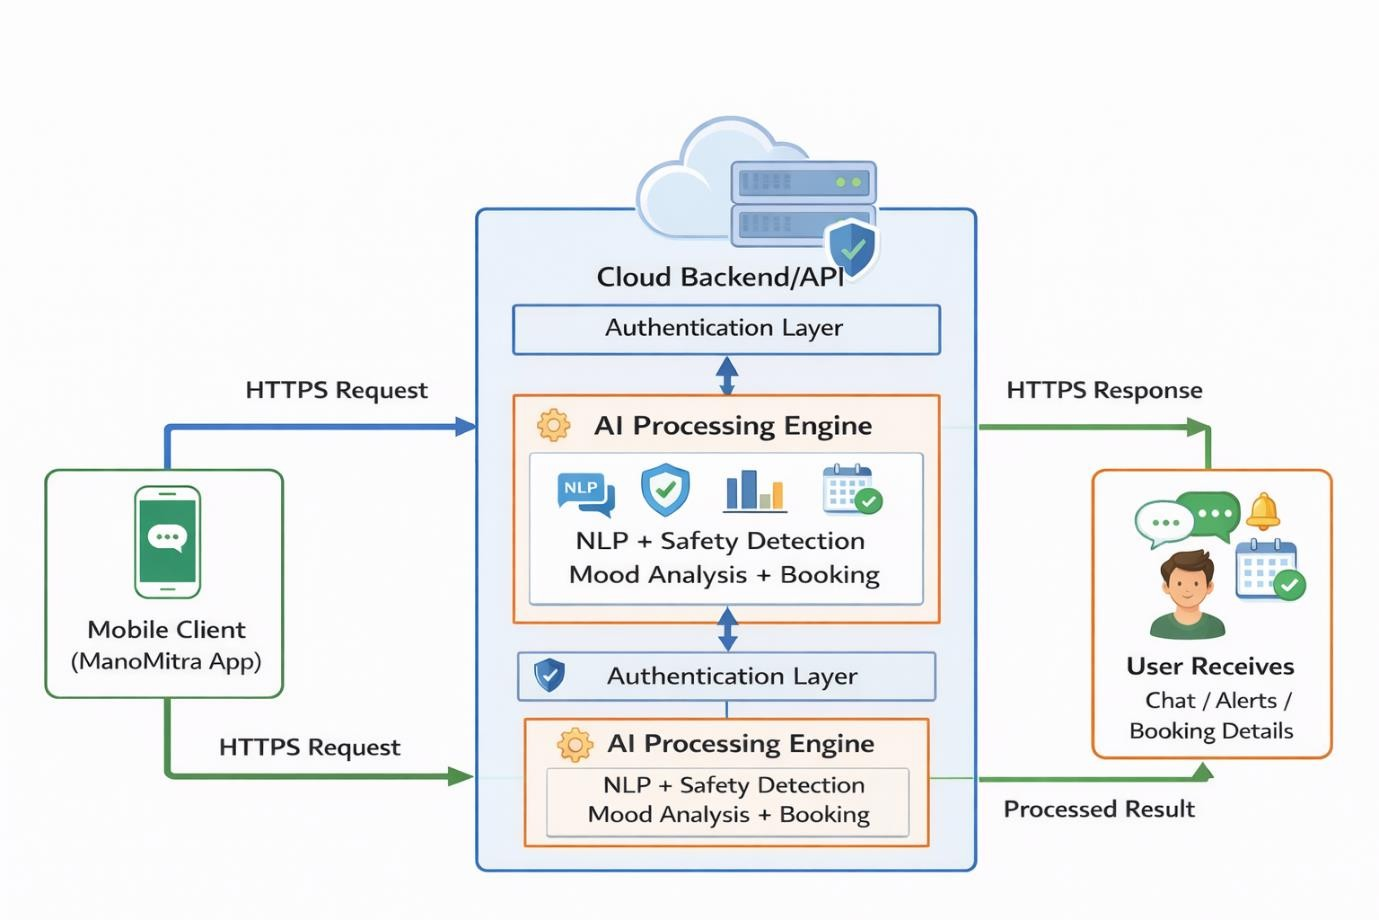 Cloud Backend/API
Authentication Layer
HTTPS Request
HTTPS Response
AI Processing Engine
NLP
NLP + Safety Detection
Mood Analysis + Booking
Mobile Client
(ManoMitra App)
User Receives
Chat / Alerts /
Booking Details
Authentication Layer
HTTPS Request
AI Processing Engine
NLP + Safety Detection
Mood Analysis + Booking
Processed Result